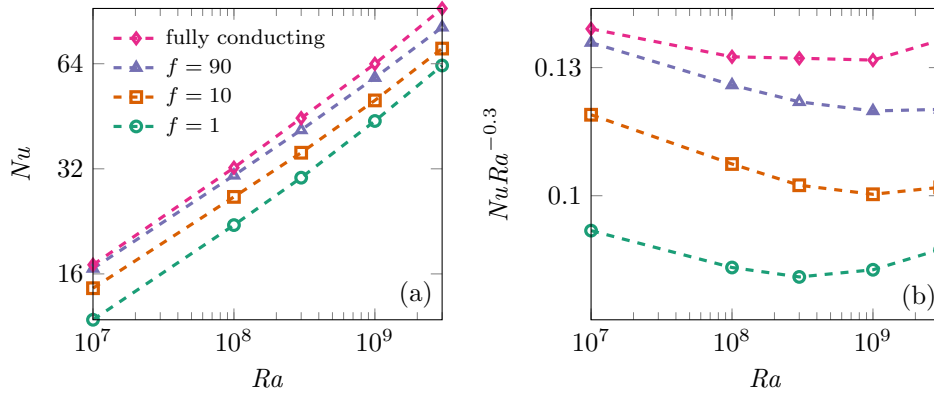 fully conducting
f = 90
f = 10
f = 1
64
32
16
Nu
(a)
10^7
10^8
10^9
Ra
0.13
0.1
NuRa^{-0.3}
(b)
10^7
10^8
10^9
Ra